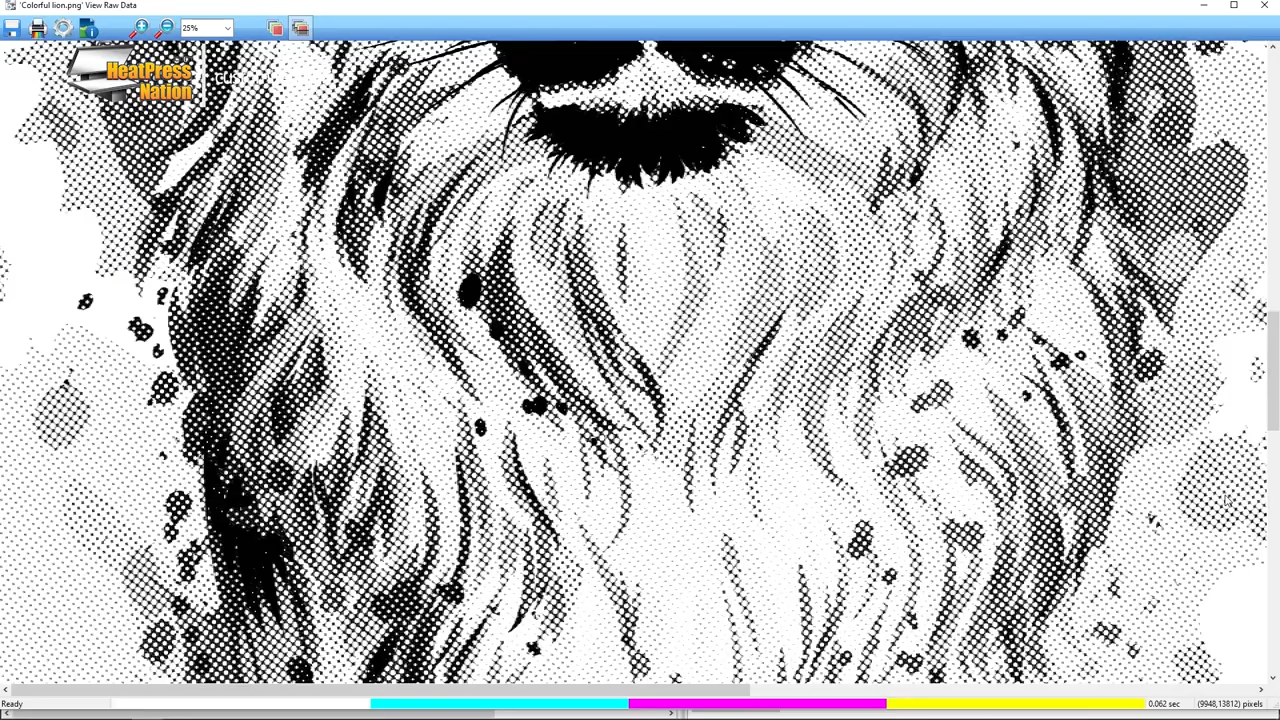 'Colorful lion.png' View Raw Data
25%
HeatPress
Nation
Ready
0.062 sec
(9948,13812) pixels